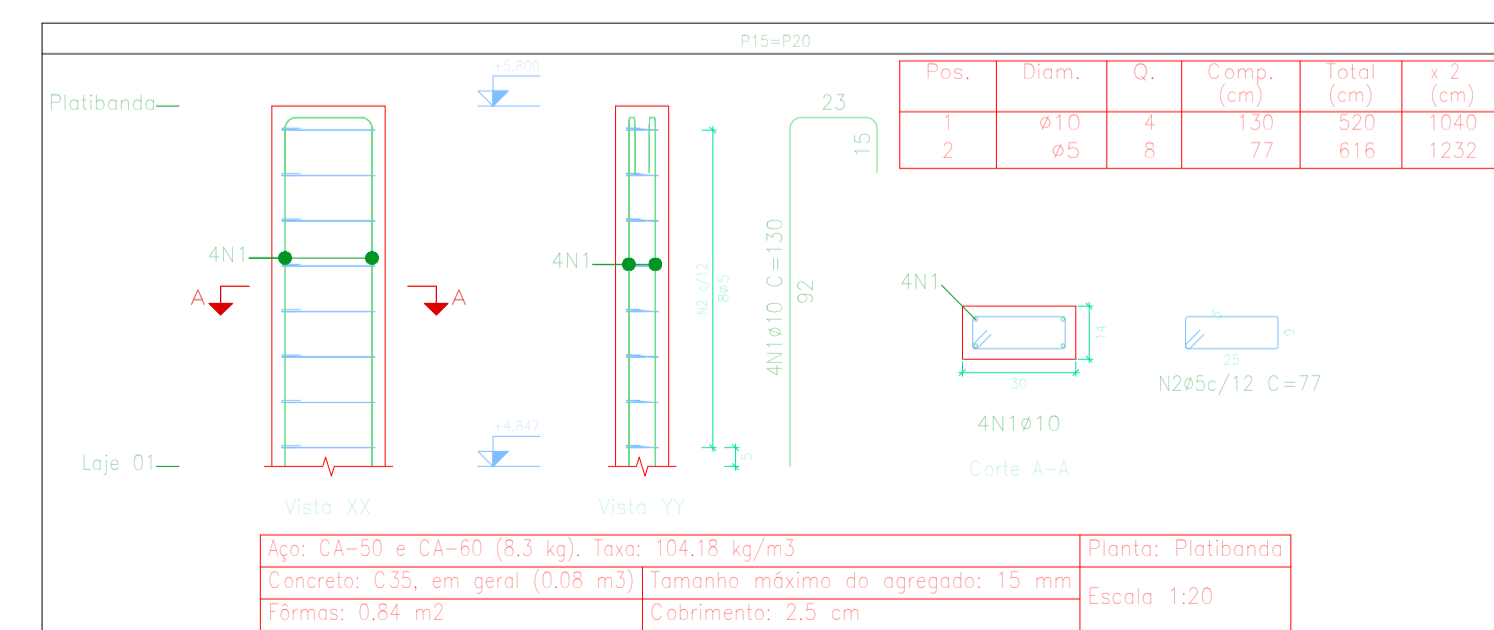 P15=P20
+5.800
Platibanda
Pos. Diam. Q. Comp. (cm) Total (cm) x 2 (cm)
1 ø10 4 130 520 1040
2 ø5 8 77 616 1232
23
15
4N1
4N1
A A
N2 c/12
8ø5
4N1ø10 C=130
92
4N1
14
30
4N1ø10
Corte A-A
9
25
N2ø5c/12 C=77
+4.847
5
Laje 01
Vista XX
Vista YY
Aço: CA-50 e CA-60 (8.3 kg). Taxa: 104.18 kg/m3
Planta: Platibanda
Concreto: C35, em geral (0.08 m3)
Tamanho máximo do agregado: 15 mm
Escala 1:20
Fôrmas: 0.84 m2
Cobrimento: 2.5 cm